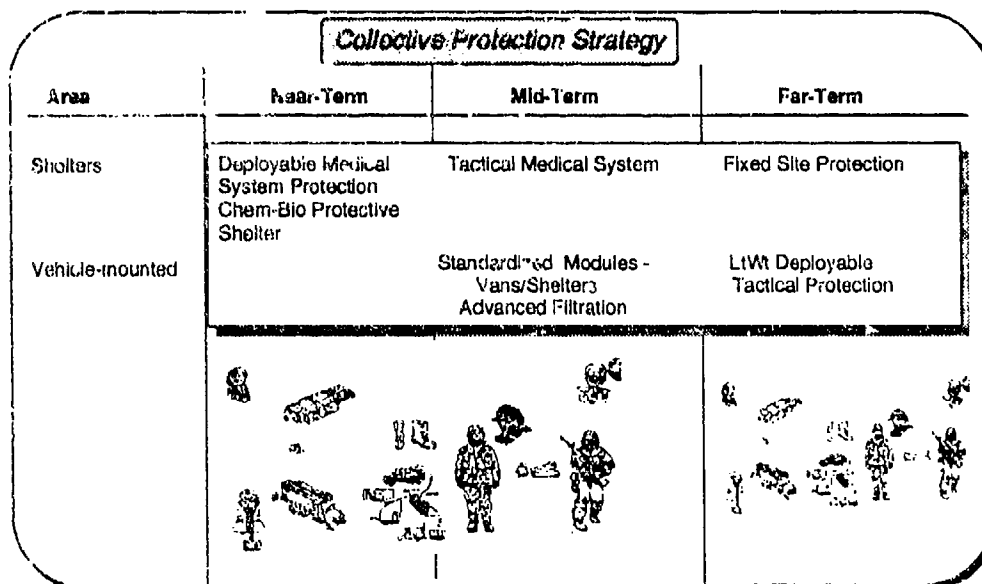 Collective Protection Strategy
Area Near-Term Mid-Term Far-Term
Shelters Deployable Medical Tactical Medical System Fixed Site Protection
System Protection
Chem-Bio Protective
Shelter
Vehicle-mounted Standardized Modules - LtWt Deployable
Vans/Shelters Tactical Protection
Advanced Filtration